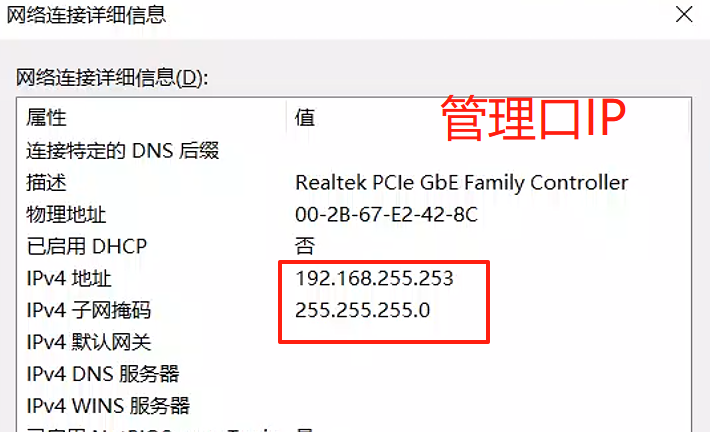 网络连接详细信息
网络连接详细信息(D):
属性 值 管理口IP
连接特定的 DNS 后缀
描述 Realtek PCIe GbE Family Controller
物理地址 00-2B-67-E2-42-8C
已启用 DHCP 否
IPv4 地址 192.168.255.253
IPv4 子网掩码 255.255.255.0
IPv4 默认网关
IPv4 DNS 服务器
IPv4 WINS 服务器